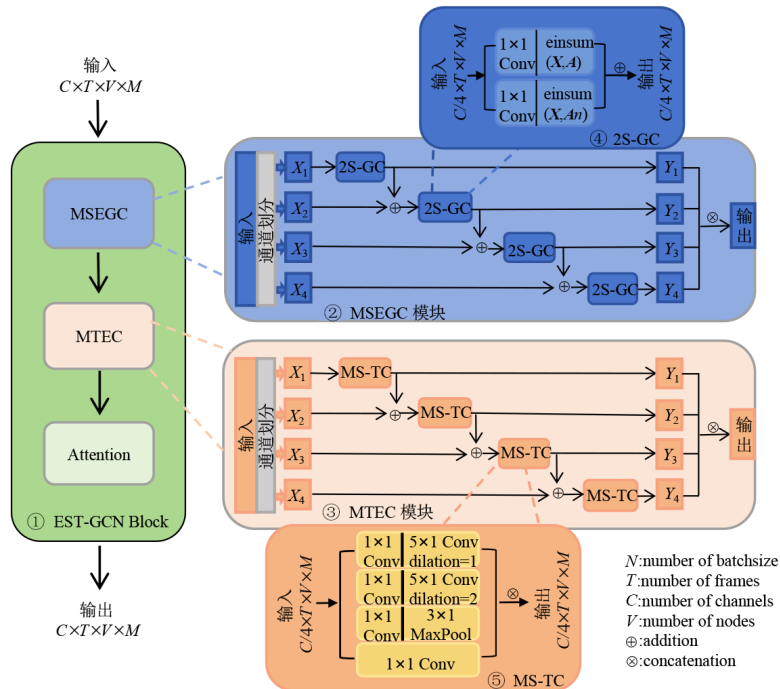 输入
C×T×V×M
MSEGC
MTEC
Attention
① EST-GCN Block
输出
C×T×V×M
输入
C/4×T×V×M
1×1
Conv
einsum
(X,A)
1×1
Conv
einsum
(X,An)
⊕
输出
C/4×T×V×M
④ 2S-GC
输入
通道划分
X1
2S-GC
Y1
X2
⊕
2S-GC
Y2
X3
⊕
2S-GC
Y3
X4
⊕
2S-GC
Y4
⊗
输出
② MSEGC 模块
输入
通道划分
X1
MS-TC
Y1
X2
⊕
MS-TC
Y2
X3
⊕
MS-TC
Y3
X4
⊕
MS-TC
Y4
⊗
输出
③ MTEC 模块
输入
C/4×T×V×M
1×1
Conv
5×1 Conv
dilation=1
1×1
Conv
5×1 Conv
dilation=2
1×1
Conv
3×1
MaxPool
1×1 Conv
⊗
输出
C/4×T×V×M
⑤ MS-TC
N:number of batchsize
T:number of frames
C:number of channels
V:number of nodes
⊕:addition
⊗:concatenation